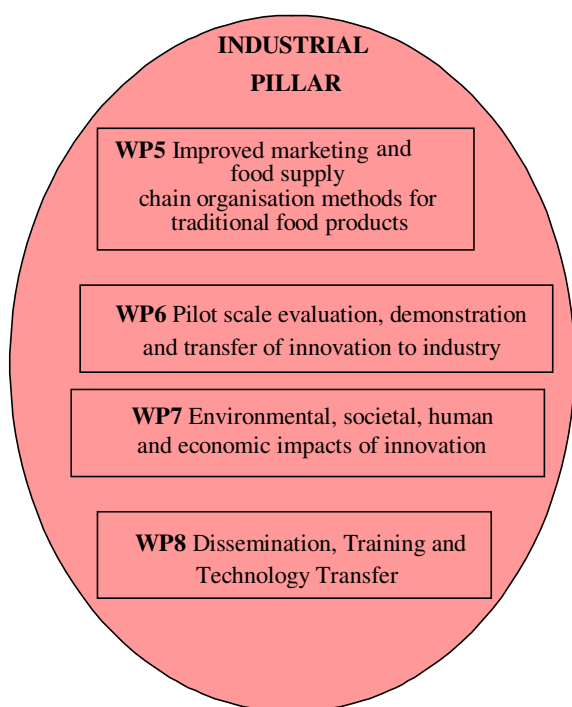 INDUSTRIAL
PILLAR
WP5 Improved marketing and
food supply
chain organisation methods for
traditional food products
WP6 Pilot scale evaluation, demonstration
and transfer of innovation to industry
WP7 Environmental, societal, human
and economic impacts of innovation
WP8 Dissemination, Training and
Technology Transfer